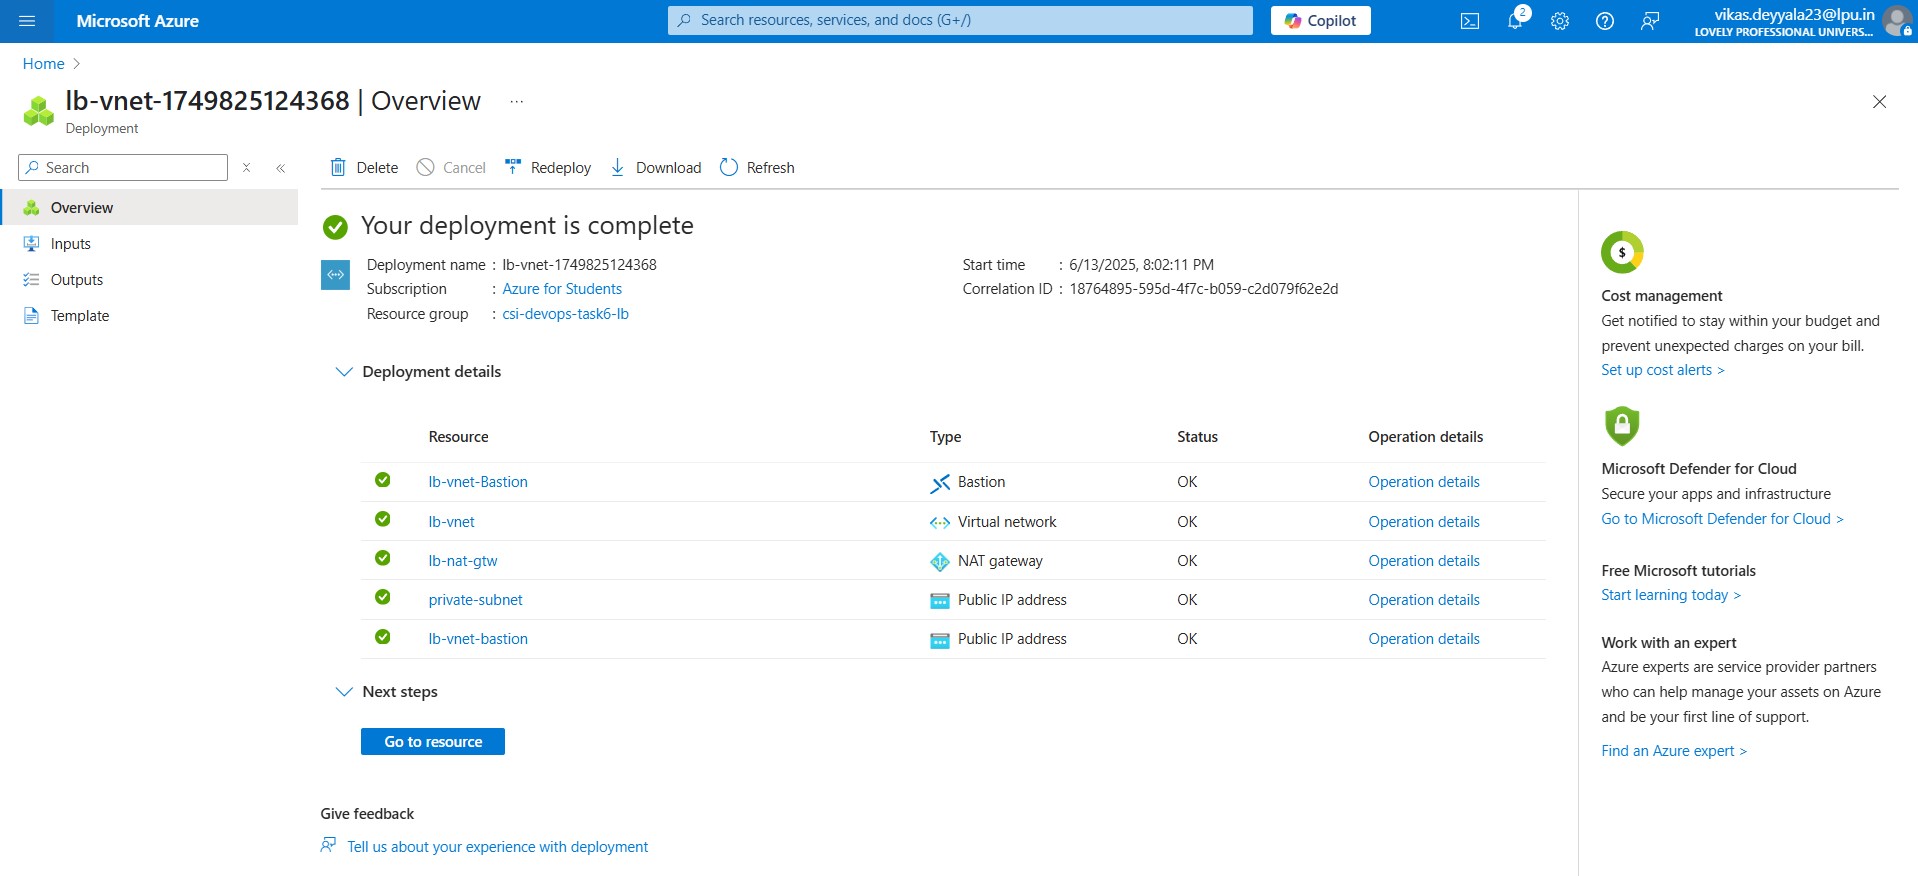 Microsoft Azure
Search resources, services, and docs (G+/)
Copilot
2
vikas.deyyala23@lpu.in
LOVELY PROFESSIONAL UNIVERS...
Home
lb-vnet-1749825124368 | Overview ...
Deployment
Search
Overview
Inputs
Outputs
Template
Delete
Cancel
Redeploy
Download
Refresh
Your deployment is complete
Deployment name : lb-vnet-1749825124368
Subscription : Azure for Students
Resource group : csi-devops-task6-lb
Start time : 6/13/2025, 8:02:11 PM
Correlation ID : 18764895-595d-4f7c-b059-c2d079f62e2d
Deployment details
Resource Type Status Operation details
lb-vnet-Bastion Bastion OK Operation details
lb-vnet Virtual network OK Operation details
lb-nat-gtw NAT gateway OK Operation details
private-subnet Public IP address OK Operation details
lb-vnet-bastion Public IP address OK Operation details
Next steps
Go to resource
Give feedback
Tell us about your experience with deployment
$
Cost management
Get notified to stay within your budget and
prevent unexpected charges on your bill.
Set up cost alerts >
Microsoft Defender for Cloud
Secure your apps and infrastructure
Go to Microsoft Defender for Cloud >
Free Microsoft tutorials
Start learning today >
Work with an expert
Azure experts are service provider partners
who can help manage your assets on Azure
and be your first line of support.
Find an Azure expert >